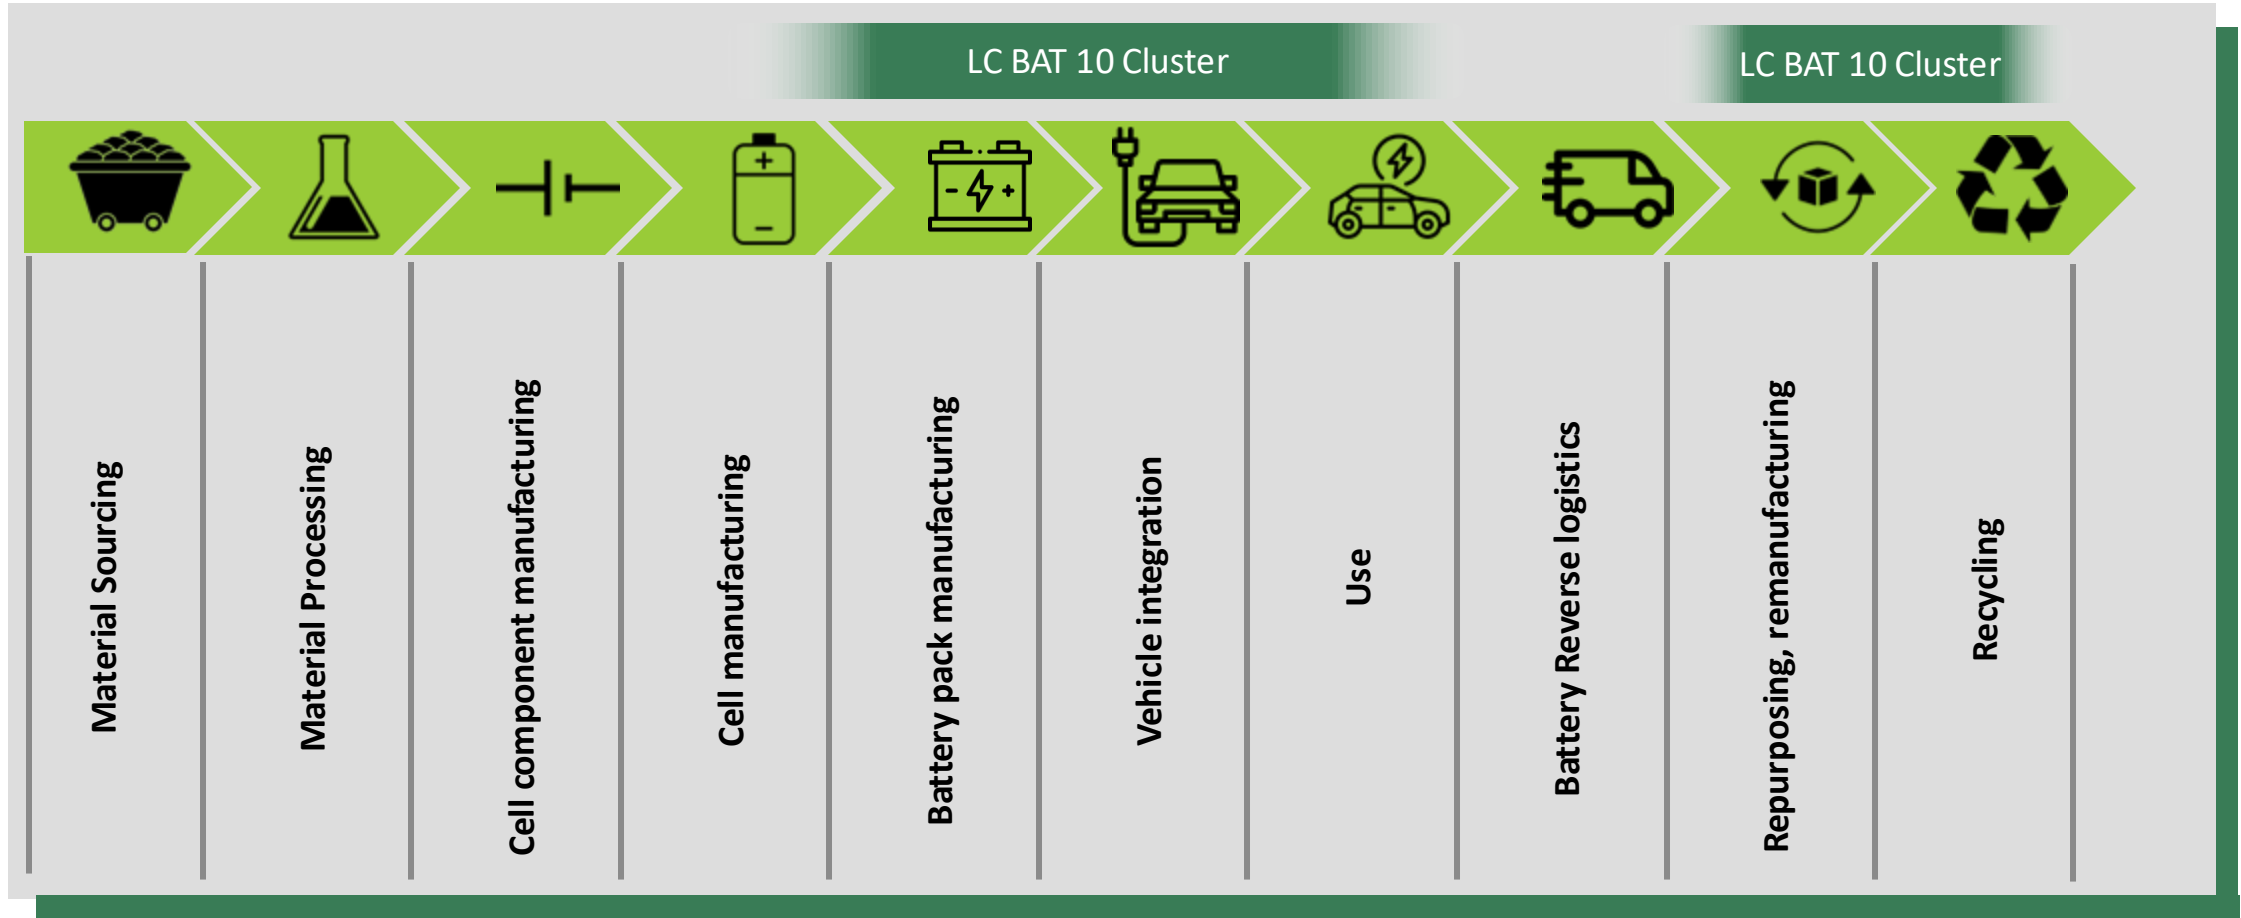 LC BAT 10 Cluster
LC BAT 10 Cluster
Material Sourcing
Material Processing
Cell component manufacturing
Cell manufacturing
Battery pack manufacturing
Vehicle integration
Use
Battery Reverse logistics
Repurposing, remanufacturing
Recycling